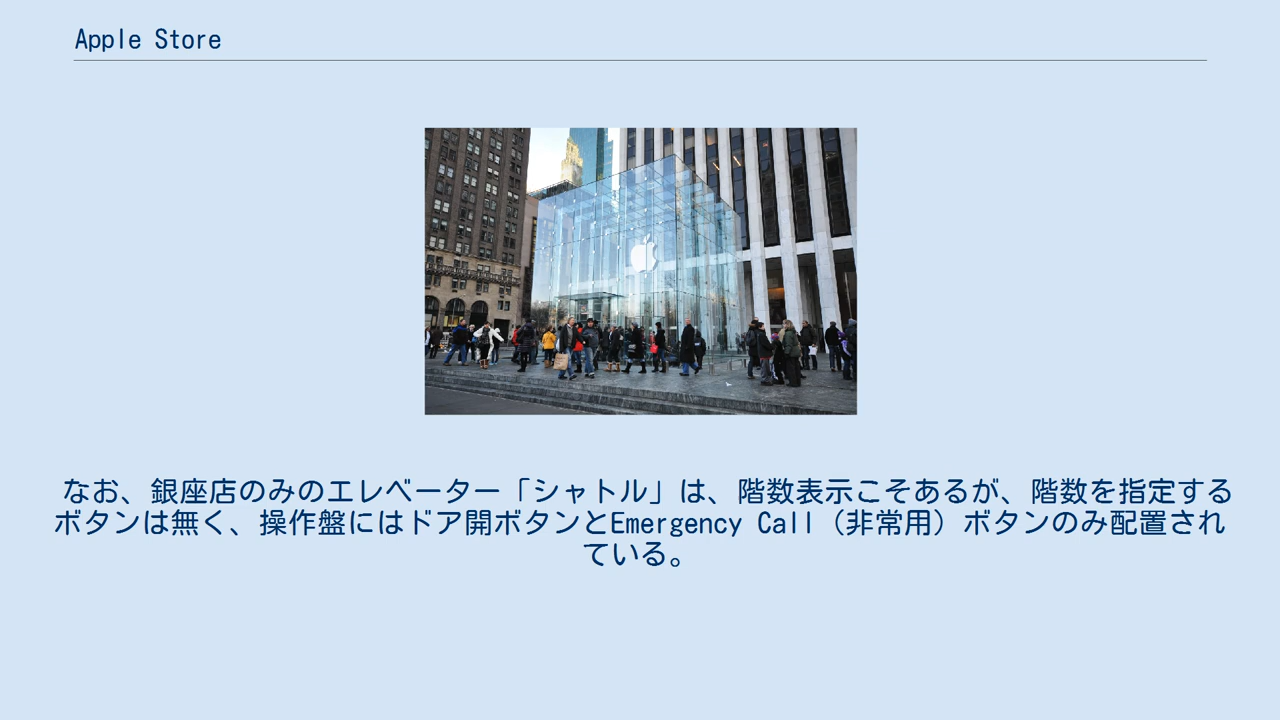 Apple Store
なお、銀座店のみのエレベーター「シャトル」は、階数表示こそあるが、階数を指定する
ボタンは無く、操作盤にはドア開ボタンとEmergency Call（非常用）ボタンのみ配置され
ている。